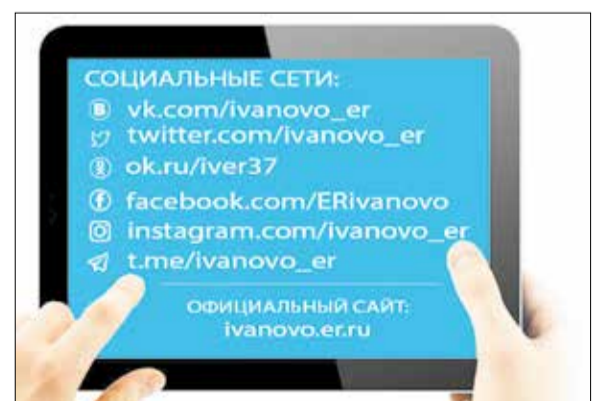 СОЦИАЛЬНЫЕ СЕТИ:
vk.com/ivanovo_er
twitter.com/ivanovo_er
ok.ru/iver37
facebook.com/ERivanovo
instagram.com/ivanovo_er
t.me/ivanovo_er
ОФИЦИАЛЬНЫЙ САЙТ:
ivanovo.er.ru